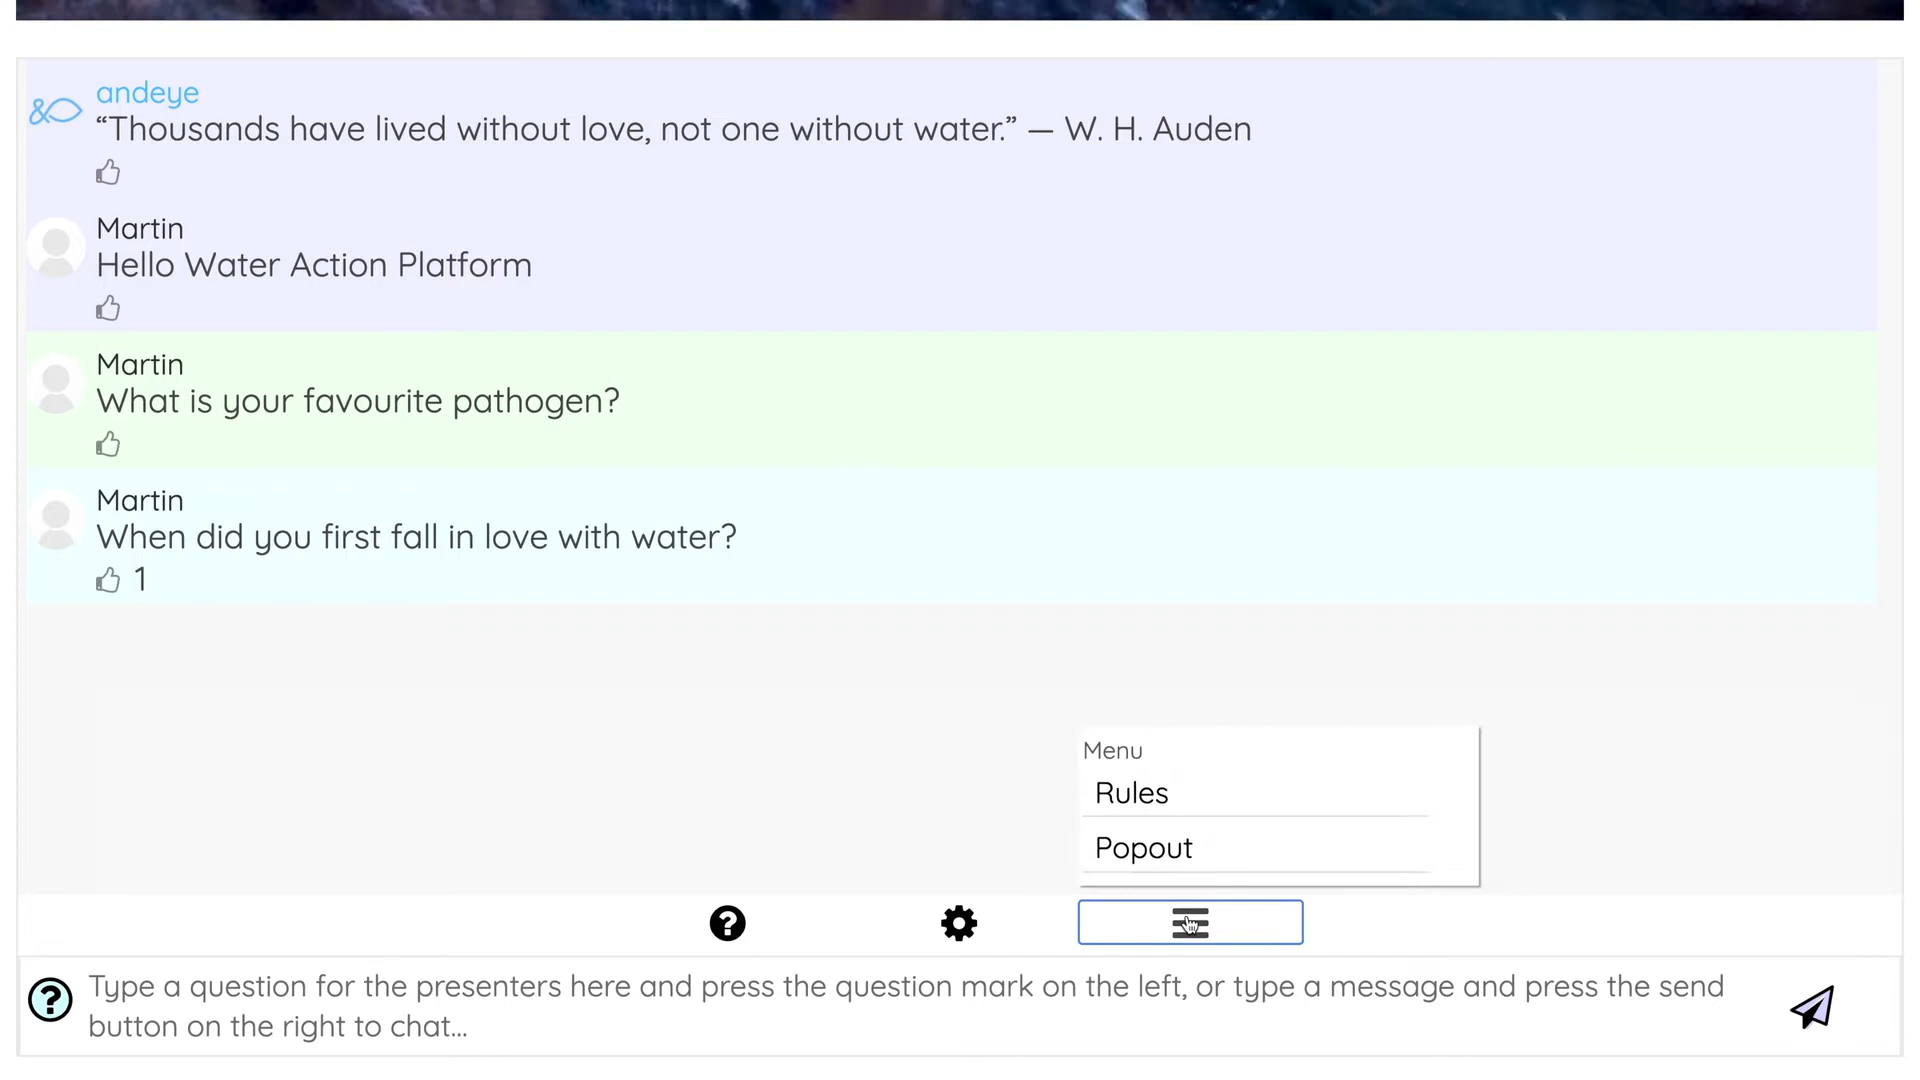 andeye
“Thousands have lived without love, not one without water.” — W. H. Auden
Martin
Hello Water Action Platform
Martin
What is your favourite pathogen?
Martin
When did you first fall in love with water?
1
Menu
Rules
Popout
Type a question for the presenters here and press the question mark on the left, or type a message and press the send
button on the right to chat...